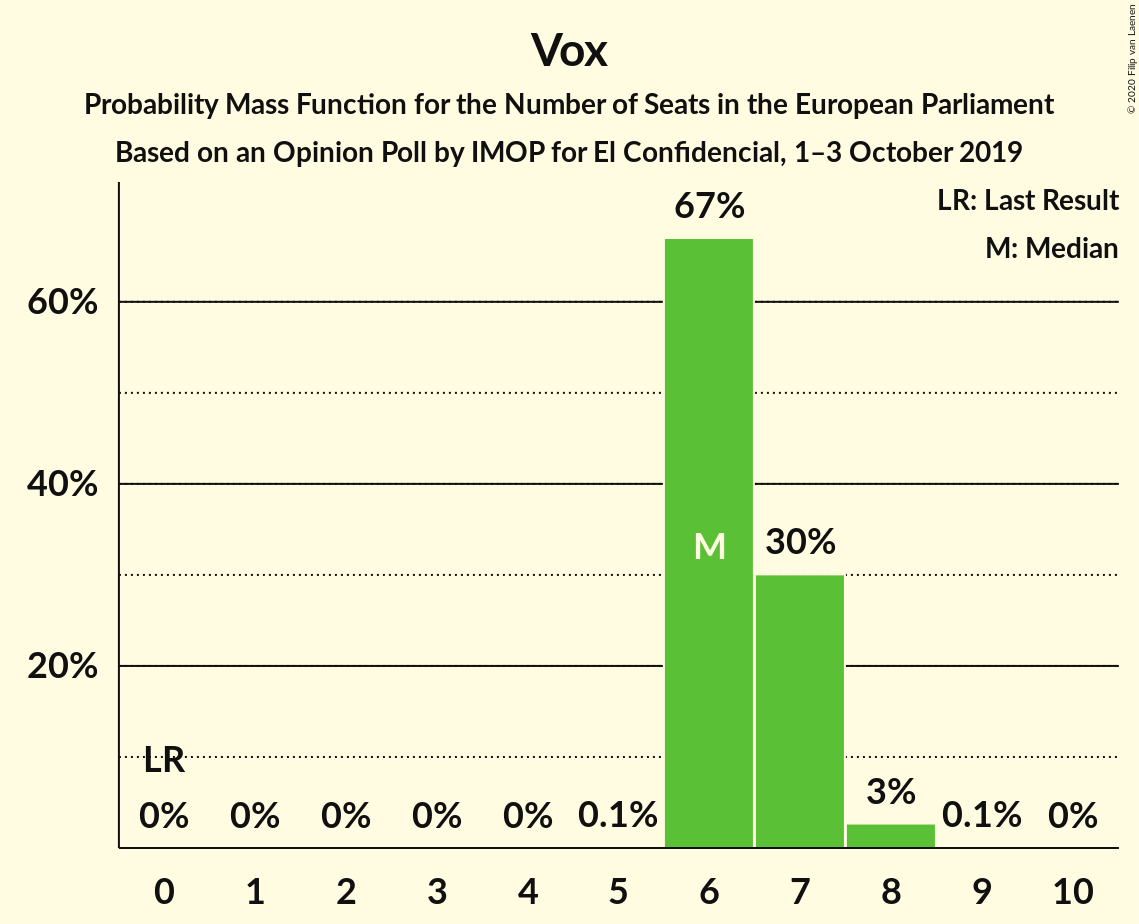 Vox
Probability Mass Function for the Number of Seats in the European Parliament
Based on an Opinion Poll by IMOP for El Confidencial, 1–3 October 2019
© 2020 Filip van Laenen
LR: Last Result
M: Median
60%
40%
20%
67%
M
30%
LR
0% 0% 0% 0% 0% 0.1% 3% 0.1% 0%
0 1 2 3 4 5 6 7 8 9 10